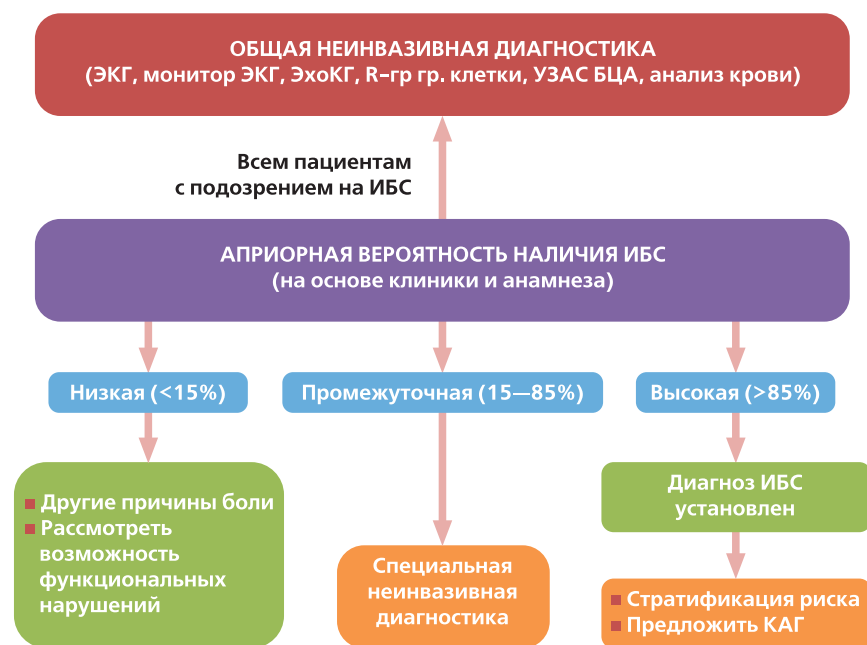 ОБЩАЯ НЕИНВАЗИВНАЯ ДИАГНОСТИКА
(ЭКГ, монитор ЭКГ, ЭхоКГ, R–гр гр. клетки, УЗАС БЦА, анализ крови)
Всем пациентам
с подозрением на ИБС
АПРИОРНАЯ ВЕРОЯТНОСТЬ НАЛИЧИЯ ИБС
(на основе клиники и анамнеза)
Низкая (<15%)
Промежуточная (15—85%)
Высокая (>85%)
■ Другие причины боли
■ Рассмотреть
возможность
функциональных
нарушений
Специальная
неинвазивная
диагностика
Диагноз ИБС
установлен
■ Стратификация риска
■ Предложить КАГ